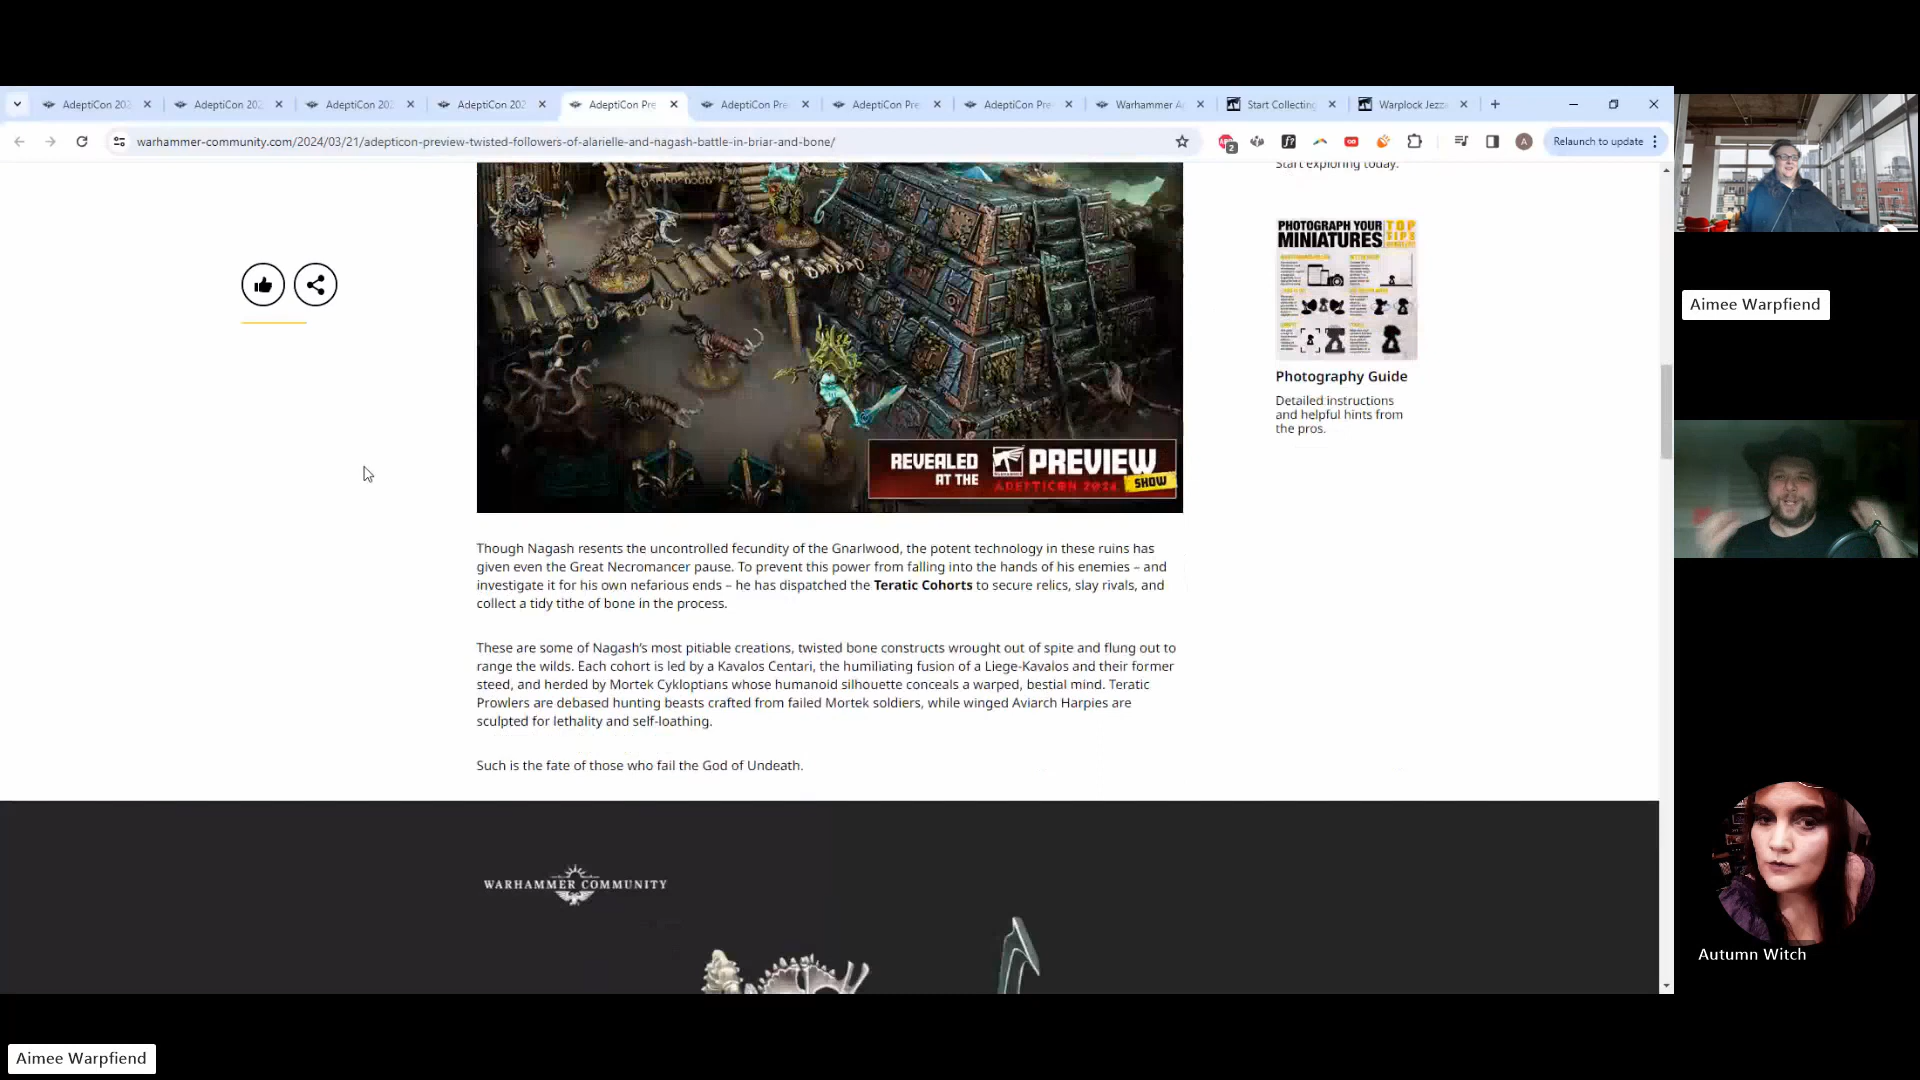 AdeptiCon 202
AdeptiCon 202
AdeptiCon 202
AdeptiCon 202
AdeptiCon Pre
AdeptiCon Pre
AdeptiCon Pre
AdeptiCon Pre
Warhammer A
Start Collecting
Warlock Jezz
warhammer-community.com/2024/03/21/adepticon-preview-twisted-followers-of-alarielle-and-nagash-battle-in-briar-and-bone/
2
A
Relaunch to update
Start exploring today.
PHOTOGRAPH YOUR
MINIATURES
TOP
TIPS
Photography Guide
Detailed instructions
and helpful hints from
the pros.
REVEALED
AT THE
PREVIEW
ADEPTICON 2024
SHOW
Though Nagash resents the uncontrolled fecundity of the Gnarlwood, the potent technology in these ruins has
given even the Great Necromancer pause. To prevent this power from falling into the hands of his enemies – and
investigate it for his own nefarious ends – he has dispatched the Teratic Cohorts to secure relics, slay rivals, and
collect a tidy tithe of bone in the process.
These are some of Nagash's most pitiable creations, twisted bone constructs wrought out of spite and flung out to
range the wilds. Each cohort is led by a Kavalos Centari, the humiliating fusion of a Liege-Kavalos and their former
steed, and herded by Mortek Cykloptians whose humanoid silhouette conceals a warped, bestial mind. Teratic
Prowlers are debased hunting beasts crafted from failed Mortek soldiers, while winged Aviarch Harpies are
sculpted for lethality and self-loathing.
Such is the fate of those who fail the God of Undeath.
WARHAMMER COMMUNITY
Aimee Warpfiend
Autumn Witch
Aimee Warpfiend